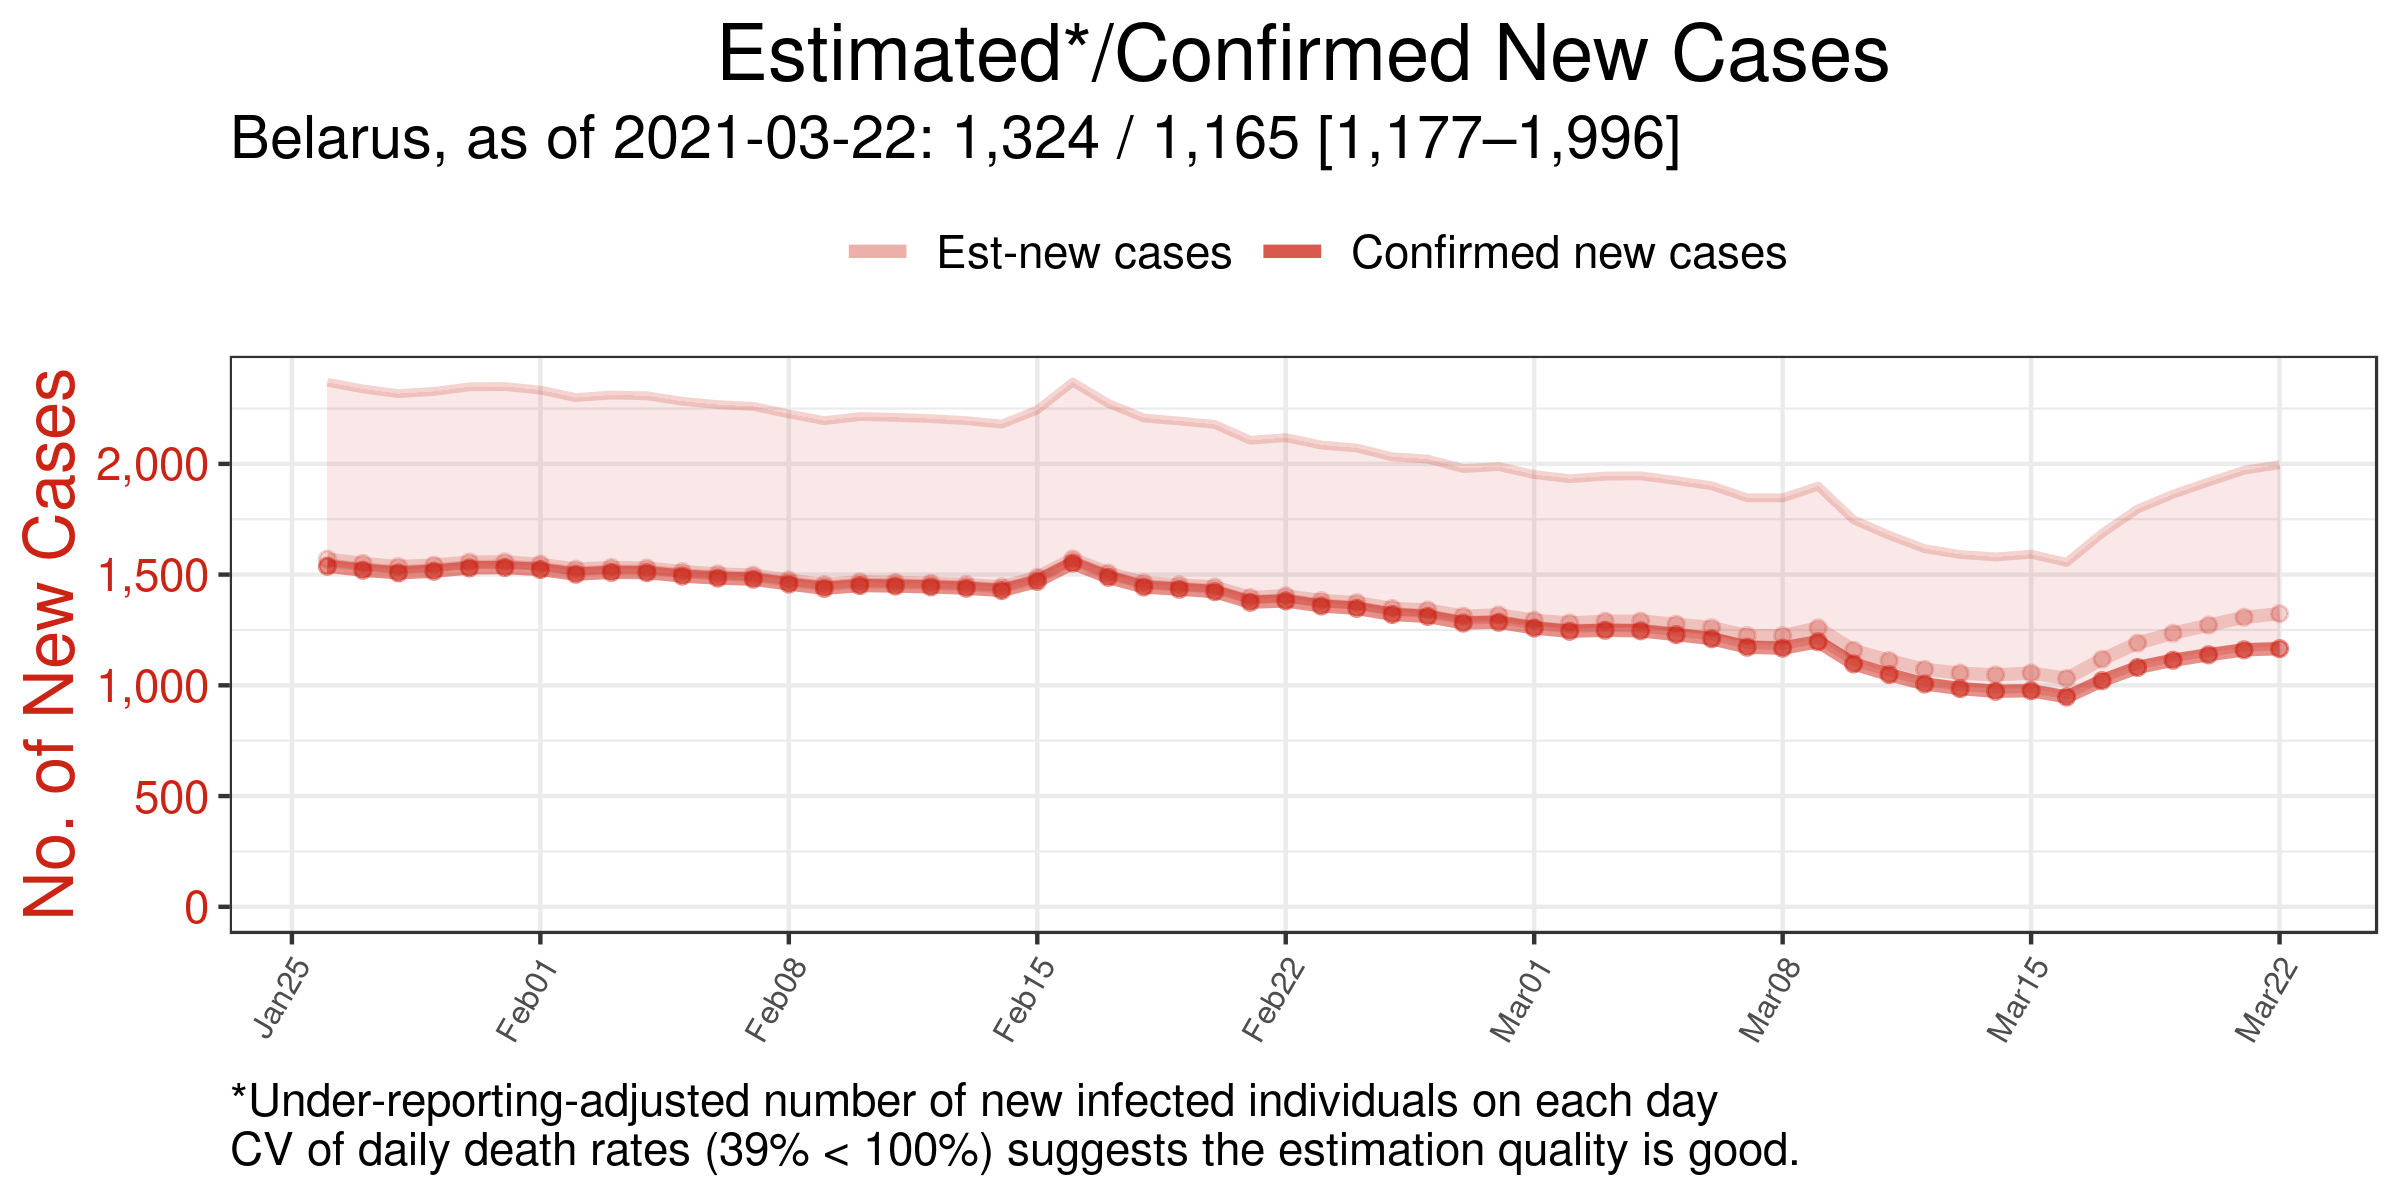 Estimated*/Confirmed New Cases
Belarus, as of 2021-03-22: 1,324 / 1,165 [1,177–1,996]
Est-new cases
Confirmed new cases
No. of New Cases
2,000
1,500
1,000
500
0
Jan25
Feb01
Feb08
Feb15
Feb22
Mar01
Mar08
Mar15
Mar22
*Under-reporting-adjusted number of new infected individuals on each day
CV of daily death rates (39% < 100%) suggests the estimation quality is good.